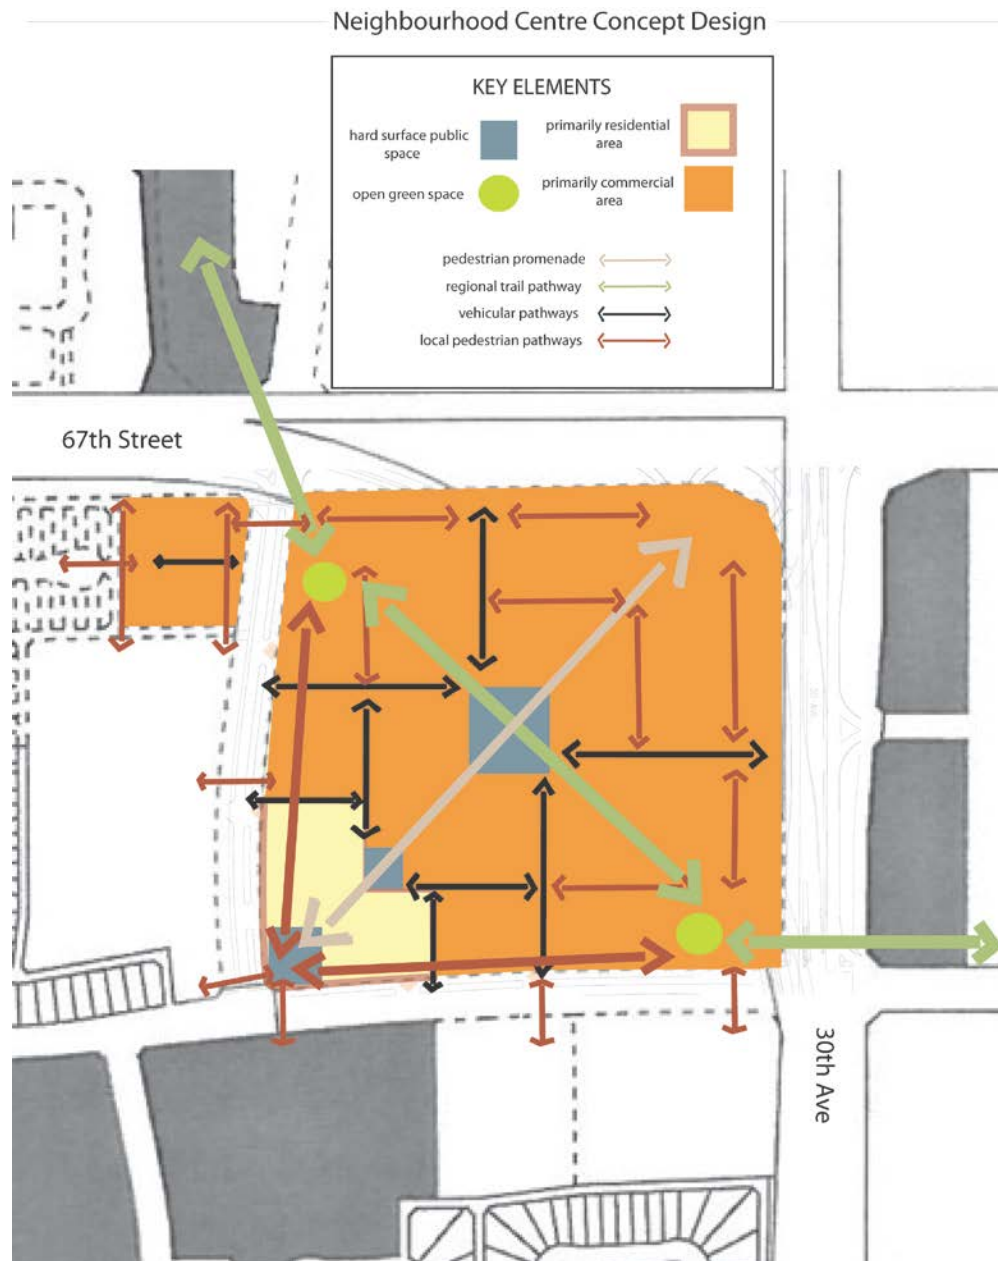 Neighbourhood Centre Concept Design
KEY ELEMENTS
hard surface public
space
primarily residential
area
open green space
primarily commercial
area
pedestrian promenade
regional trail pathway
vehicular pathways
local pedestrian pathways
67th Street
30th Ave